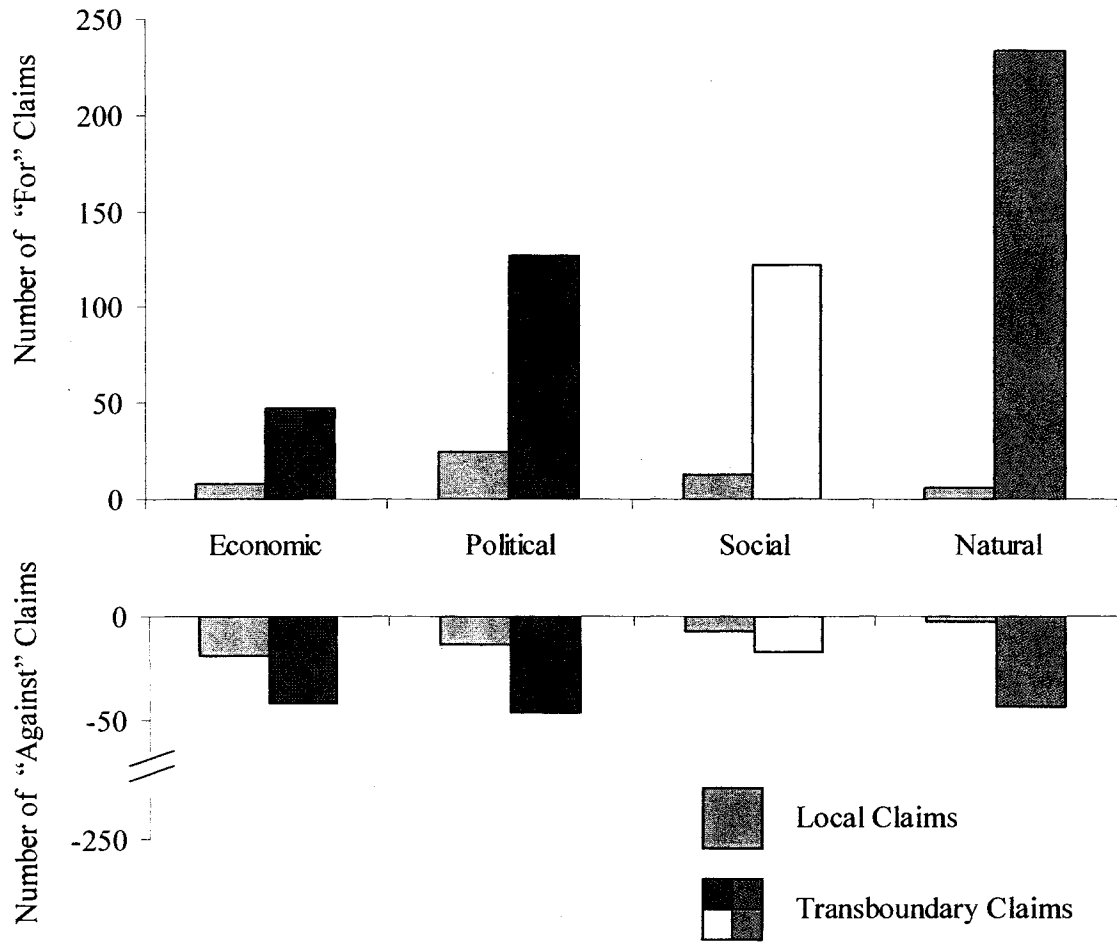 Number of “For” Claims
250
200
150
100
50
0
Economic Political Social Natural
Number of “Against” Claims
0
-50
-250
Local Claims
Transboundary Claims